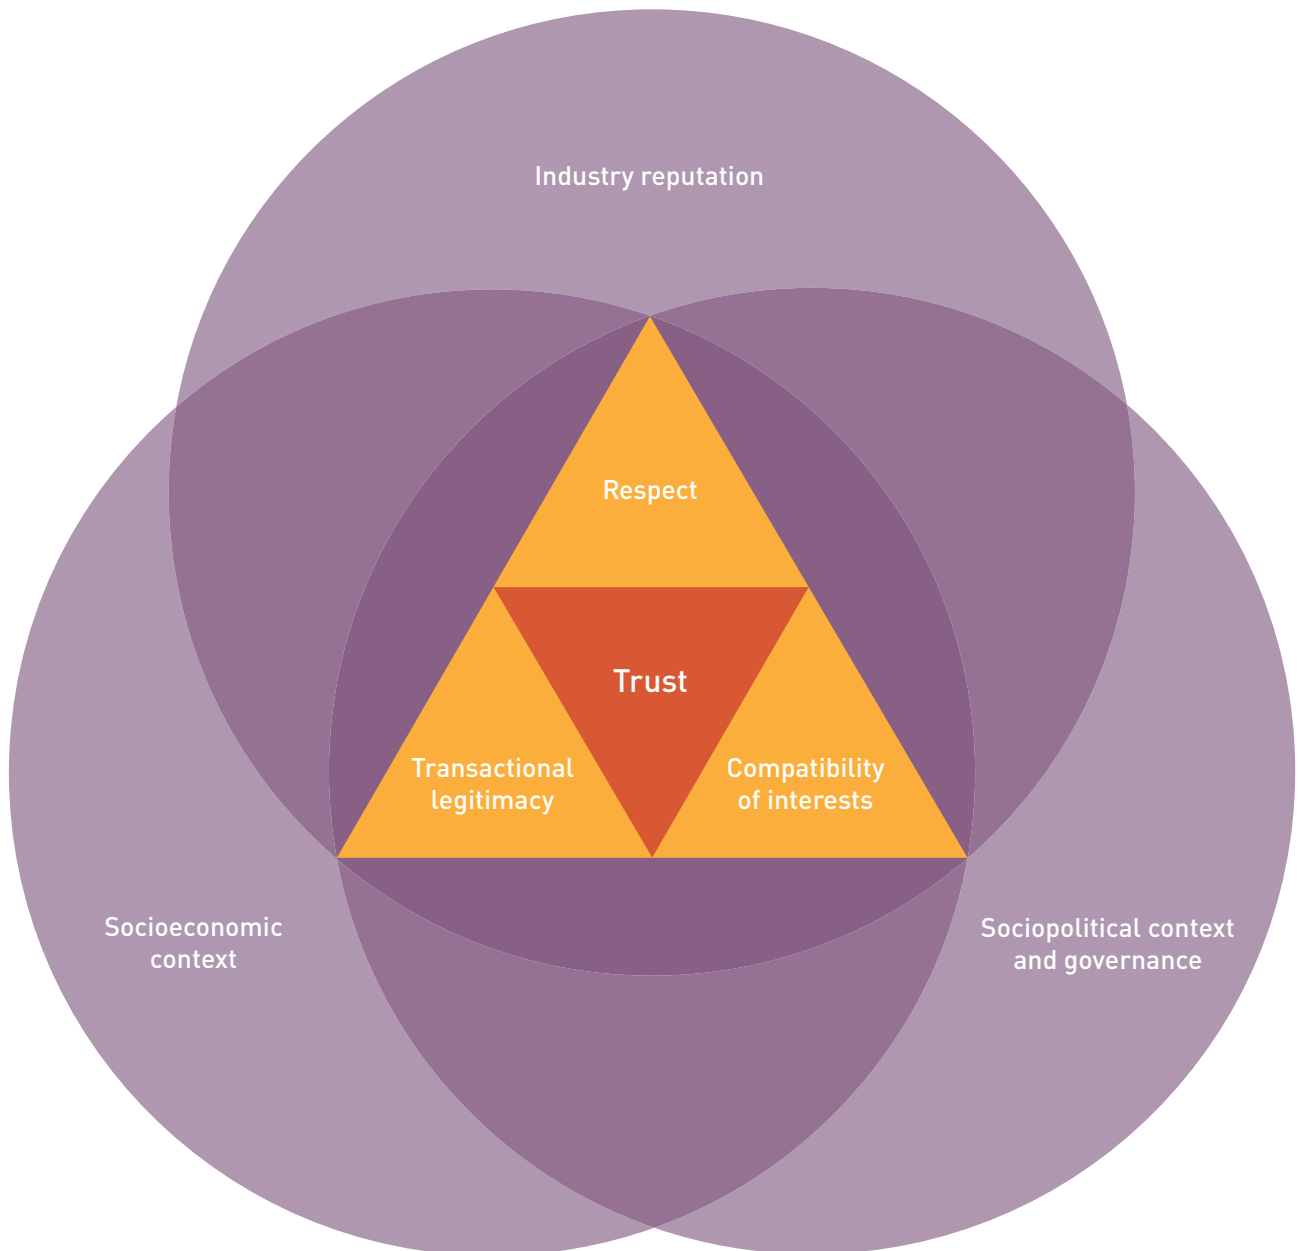 Industry reputation
Respect
Trust
Transactional
legitimacy
Compatibility
of interests
Socioeconomic
context
Sociopolitical context
and governance